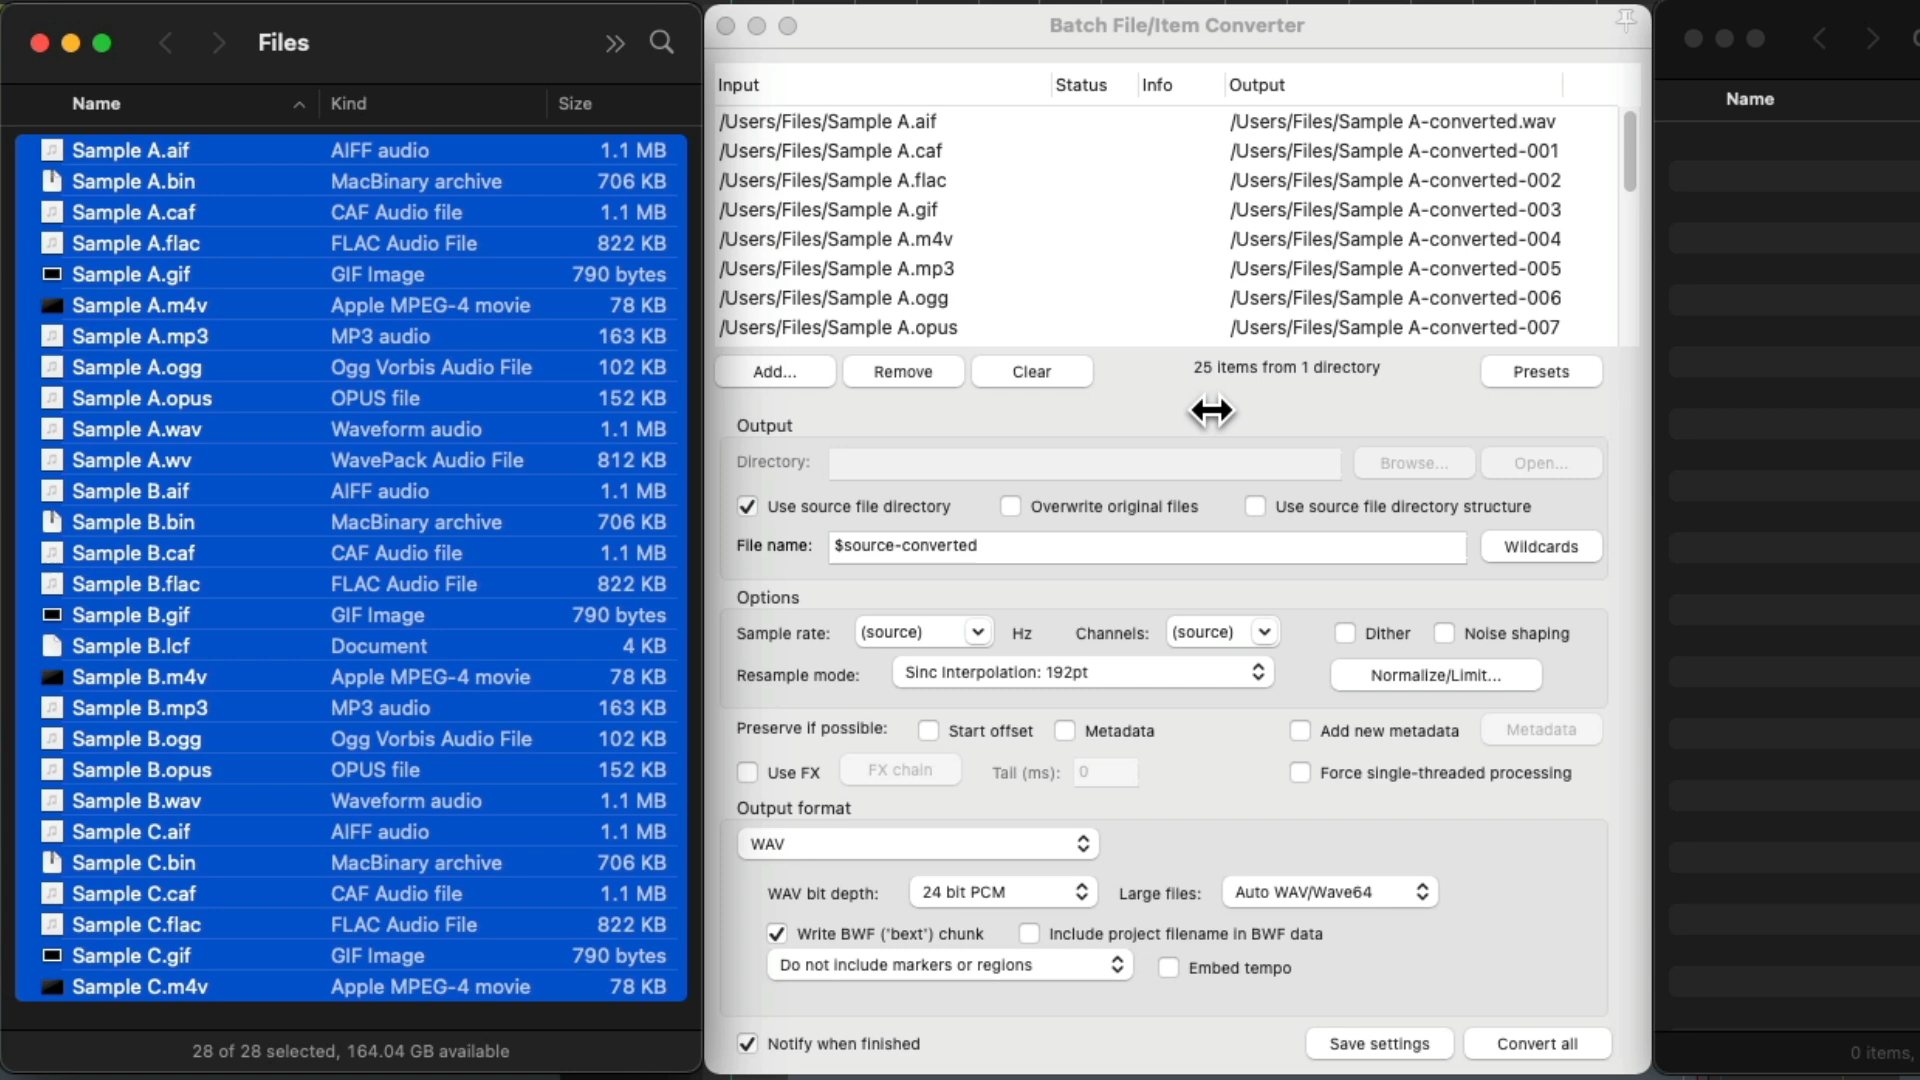 Files
Name Kind Size
Sample A.aif AIFF audio 1.1 MB
Sample A.bin MacBinary archive 706 KB
Sample A.caf CAF Audio file 1.1 MB
Sample A.flac FLAC Audio File 822 KB
Sample A.gif GIF Image 790 bytes
Sample A.m4v Apple MPEG-4 movie 78 KB
Sample A.mp3 MP3 audio 163 KB
Sample A.ogg Ogg Vorbis Audio File 102 KB
Sample A.opus OPUS file 152 KB
Sample A.wav Waveform audio 1.1 MB
Sample A.wv WavePack Audio File 812 KB
Sample B.aif AIFF audio 1.1 MB
Sample B.bin MacBinary archive 706 KB
Sample B.caf CAF Audio file 1.1 MB
Sample B.flac FLAC Audio File 822 KB
Sample B.gif GIF Image 790 bytes
Sample B.lcf Document 4 KB
Sample B.m4v Apple MPEG-4 movie 78 KB
Sample B.mp3 MP3 audio 163 KB
Sample B.ogg Ogg Vorbis Audio File 102 KB
Sample B.opus OPUS file 152 KB
Sample B.wav Waveform audio 1.1 MB
Sample C.aif AIFF audio 1.1 MB
Sample C.bin MacBinary archive 706 KB
Sample C.caf CAF Audio file 1.1 MB
Sample C.flac FLAC Audio File 822 KB
Sample C.gif GIF Image 790 bytes
Sample C.m4v Apple MPEG-4 movie 78 KB
28 of 28 selected, 164.04 GB available
Batch File/Item Converter
Input Status Info Output
/Users/Files/Sample A.aif /Users/Files/Sample A-converted.wav
/Users/Files/Sample A.caf /Users/Files/Sample A-converted-001
/Users/Files/Sample A.flac /Users/Files/Sample A-converted-002
/Users/Files/Sample A.gif /Users/Files/Sample A-converted-003
/Users/Files/Sample A.m4v /Users/Files/Sample A-converted-004
/Users/Files/Sample A.mp3 /Users/Files/Sample A-converted-005
/Users/Files/Sample A.ogg /Users/Files/Sample A-converted-006
/Users/Files/Sample A.opus /Users/Files/Sample A-converted-007
Add... Remove Clear 25 items from 1 directory Presets
Output
Directory: Browse... Open...
Use source file directory Overwrite original files Use source file directory structure
File name: $source-converted Wildcards
Options
Sample rate: (source) Hz Channels: (source) Dither Noise shaping
Resample mode: Sinc Interpolation: 192pt Normalize/Limit...
Preserve if possible: Start offset Metadata Add new metadata Metadata
Use FX FX chain Tail (ms): 0 Force single-threaded processing
Output format
WAV
WAV bit depth: 24 bit PCM Large files: Auto WAV/Wave64
Write BWF ('bext') chunk Include project filename in BWF data
Do not include markers or regions Embed tempo
Notify when finished Save settings Convert all
Name
0 items,